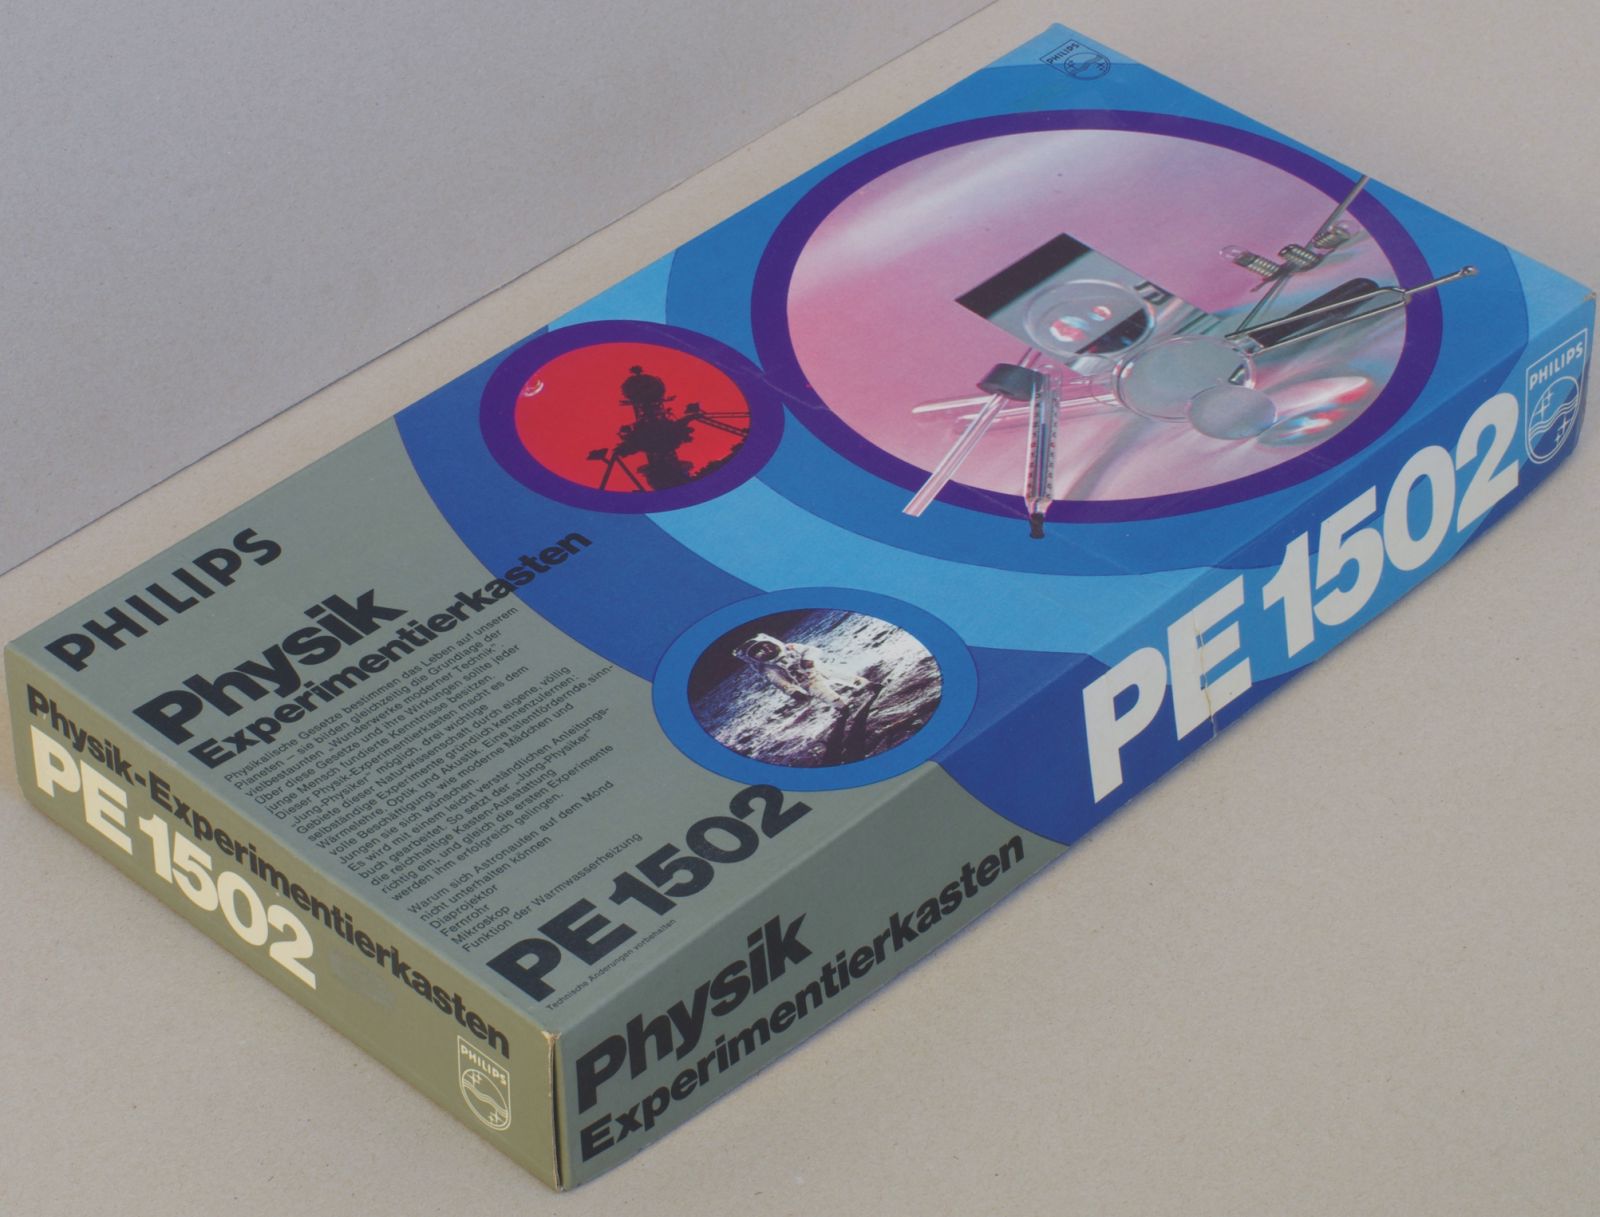 PHILIPS
PHILIPS
Physik
Experimentierkasten
Physikalische Gesetze bestimmen das Leben auf unserem
Planeten – sie bilden gleichzeitig die Grundlage der
vielbestaunten „Wunderwerke moderner Technik".
Über diese Gesetze und ihre Wirkungen sollte jeder
junge Mensch fundierte Kenntnisse besitzen.
Dieser Physik-Experimentierkasten macht es dem
„Jung-Physiker" möglich, drei wichtige
Gebiete dieser Naturwissenschaft durch eigene, völlig
selbständige Experimente gründlich kennenzulernen:
Wärmelehre, Optik und Akustik. Eine talentfördernde, sinn-
volle Beschäftigung, wie moderne Mädchen und
Jungen sie sich wünschen.
Es wird mit einem leicht verständlichen Anleitungs-
buch gearbeitet. So setzt der „Jung-Physiker"
die reichhaltige Kasten-Ausstattung
richtig ein, und gleich die ersten Experimente
werden ihm erfolgreich gelingen.
Warum sich Astronauten auf dem Mond
nicht unterhalten können
Diaprojektor
Fernrohr
Mikroskop
Funktion der Warmwasserheizung
PE 1502
Technische Änderungen vorbehalten
Physik-Experimentierkasten
PE 1502
PHILIPS
Physik
Experimentierkasten
PE 1502
PHILIPS